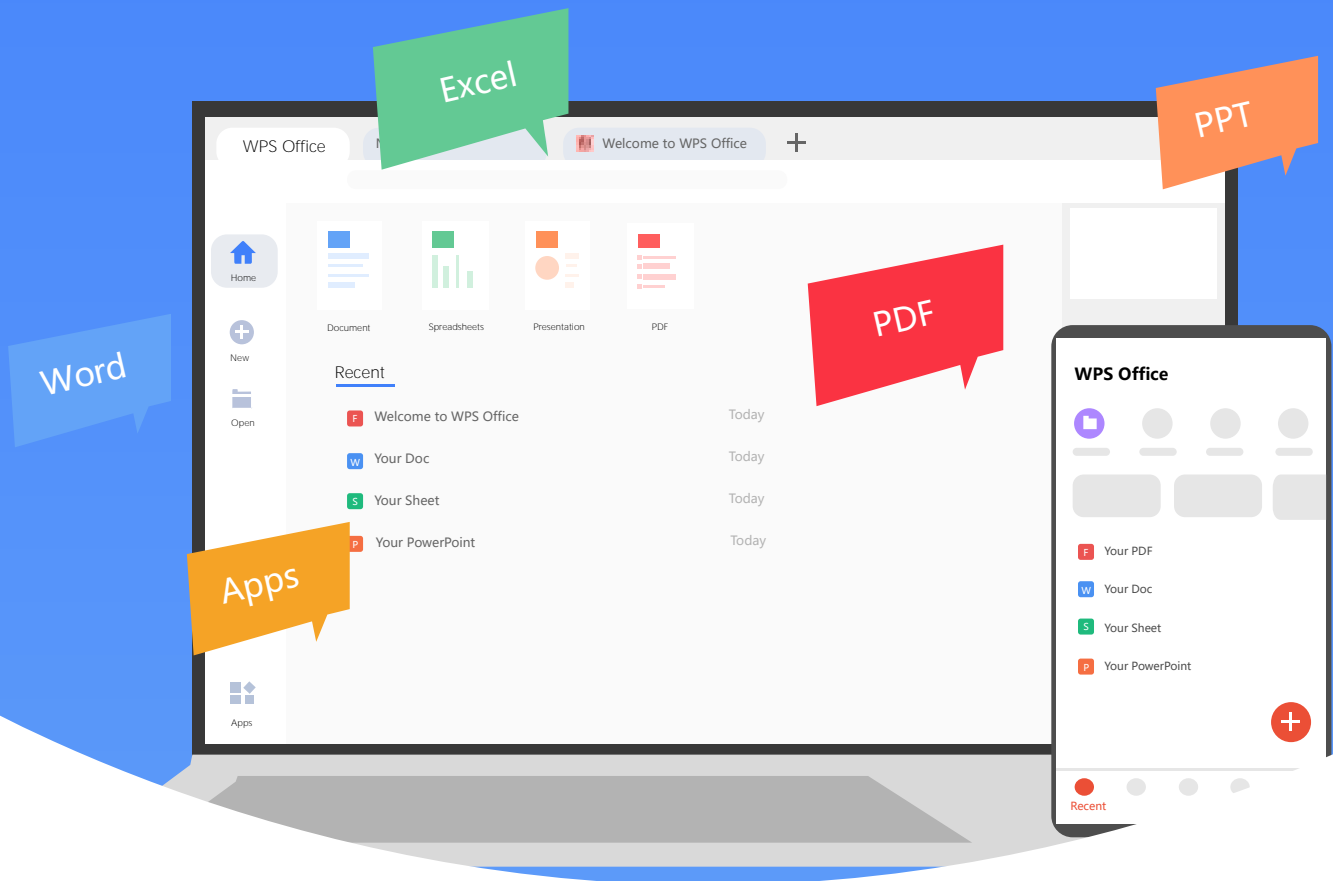 Excel
PPT
WPS Office
Welcome to WPS Office
Home
Document
Spreadsheets
Presentation
PDF
PDF
New
Word
Recent
WPS Office
Open
F Welcome to WPS Office Today
W Your Doc Today
S Your Sheet Today
P Your PowerPoint Today
Apps
Apps
F Your PDF
W Your Doc
S Your Sheet
P Your PowerPoint
Recent